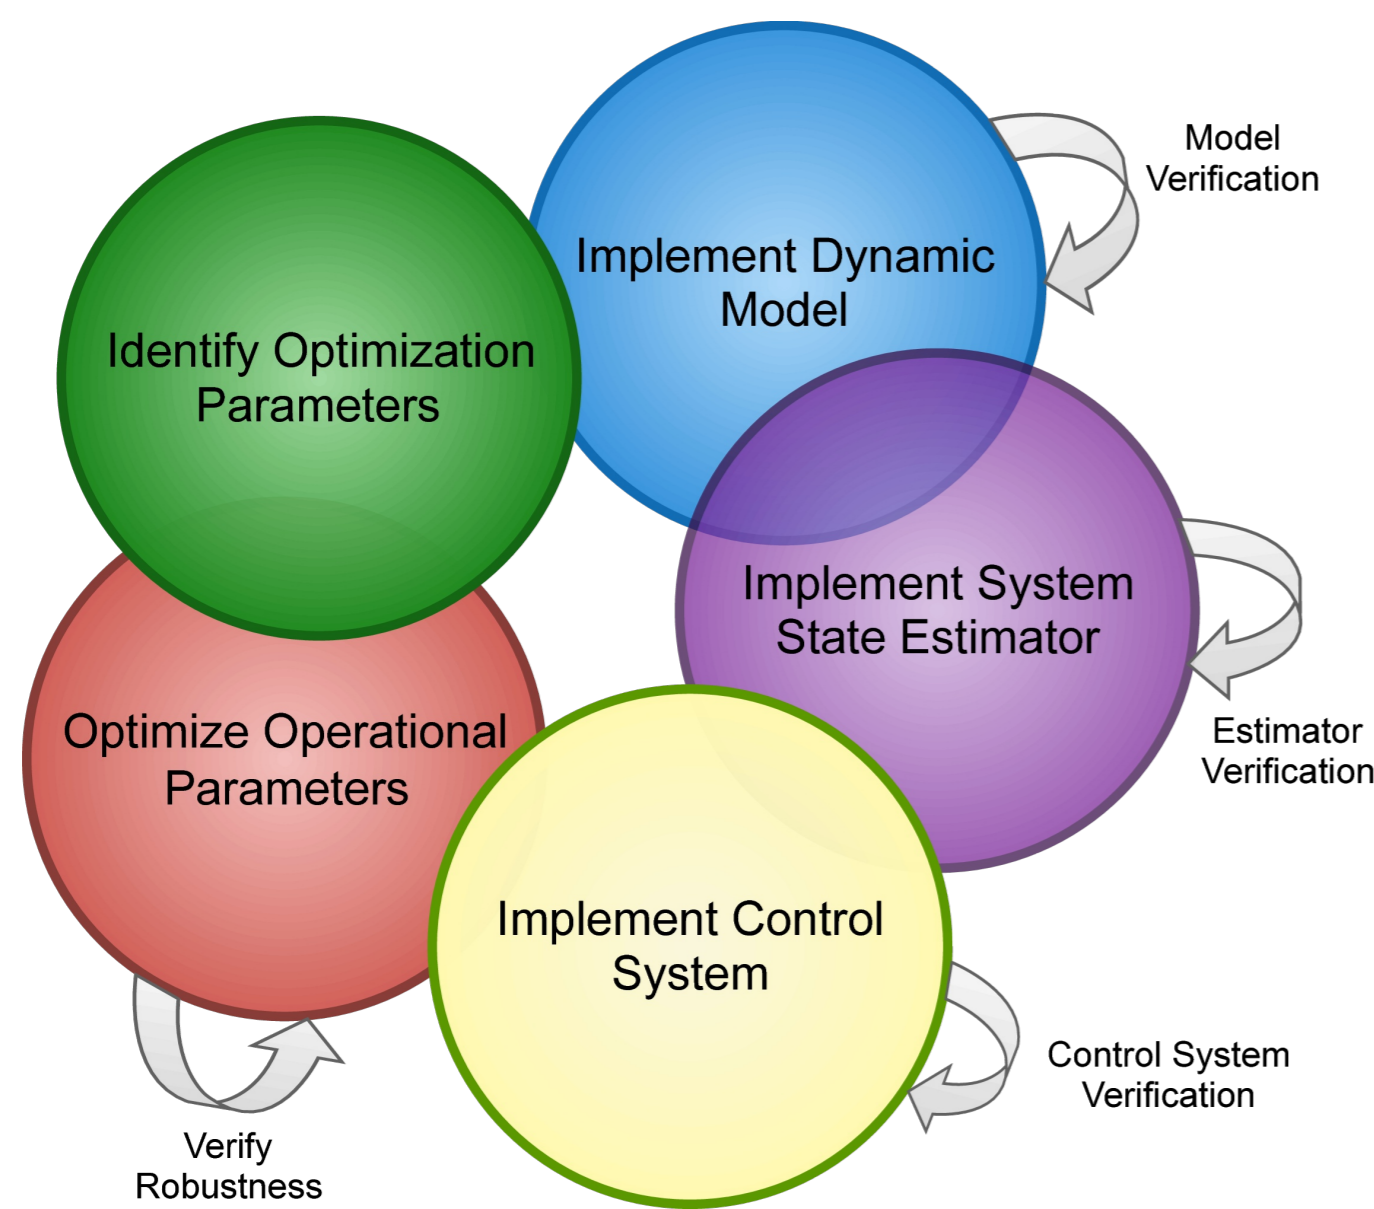 Model
Verification
Implement Dynamic
Model
Identify Optimization
Parameters
Implement System
State Estimator
Estimator
Verification
Optimize Operational
Parameters
Implement Control
System
Control System
Verification
Verify
Robustness